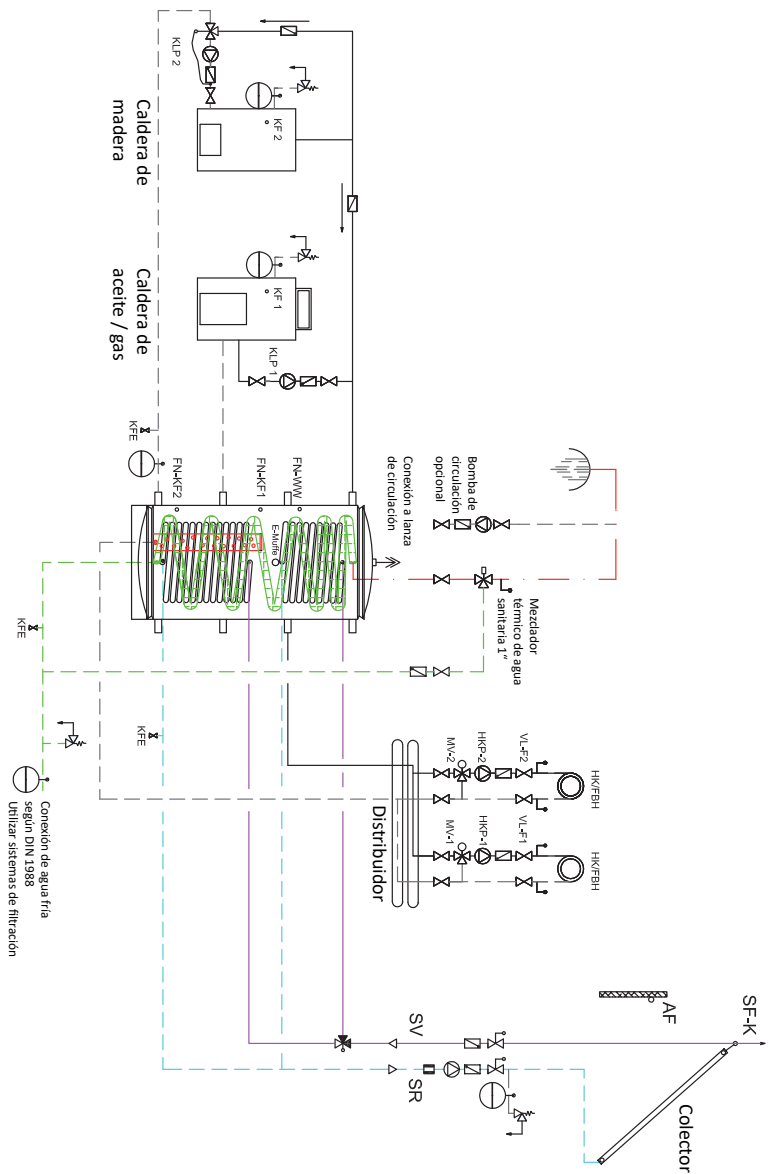 KLP 2
KF 2
Caldera de
madera
KF 1
Caldera de
aceite / gas
KLP 1
KFE
FN-KF2
FN-KF1
FN-WW
E-Muffe
Conexión a lanza
de circulación
Bomba de
circulación
opcional
Mezclador
térmico de agua
sanitaria 1“
KFE
KFE
Conexión de agua fría
según DIN 1988
Utilizar sistemas de filtración
HK/FBH
VL-F2
HKP-2
MV-2
HK/FBH
VL-F1
HKP-1
MV-1
Distribuidor
AF
SF-K
SV
SR
Colector